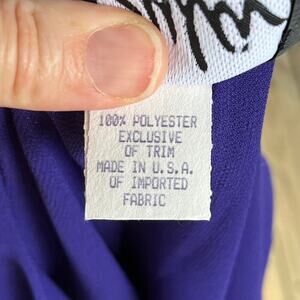 100% POLYESTER
EXCLUSIVE
OF TRIM
MADE IN U.S.A.
OF IMPORTED
FABRIC